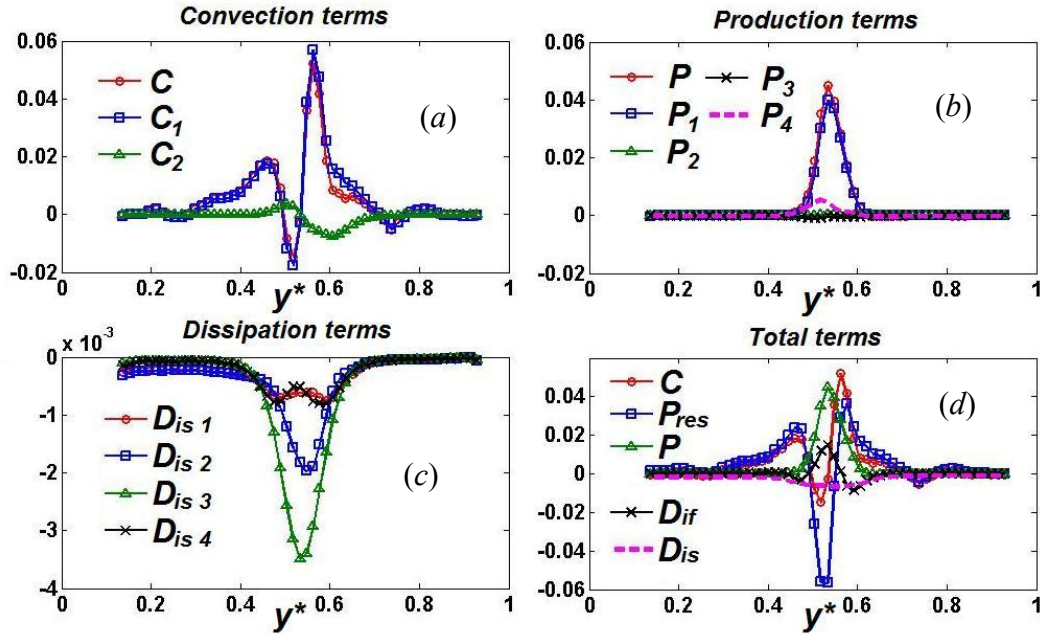 Convection terms
0.06
0.04
0.02
0
-0.02
C
C1
C2
(a)
0 0.2 0.4 0.6 0.8 1
y*
Production terms
0.06
0.04
0.02
0
-0.02
P P3
P1 P4
P2
(b)
0 0.2 0.4 0.6 0.8 1
y*
Dissipation terms
x 10-3
0
-1
-2
-3
-4
Dis 1
Dis 2
Dis 3
Dis 4
(c)
0 0.2 0.4 0.6 0.8 1
y*
Total terms
0.06
0.04
0.02
0
-0.02
-0.04
-0.06
C
Pres
P
Dif
Dis
(d)
0 0.2 0.4 0.6 0.8 1
y*